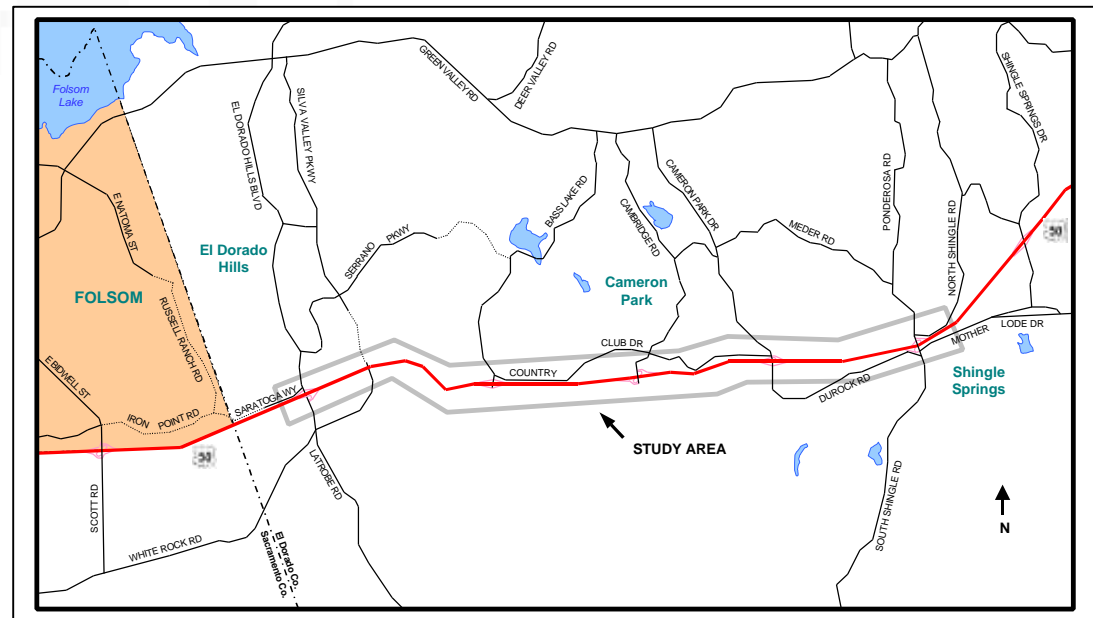 Folsom
Lake
GREEN VALLEY RD
DEER VALLEY RD
SHINGLE SPRINGS DR
EL DORADO HILLS BLVD
SILVA VALLEY PKWY
E NATOMA ST
El Dorado
Hills
SERRANO PKWY
BASS LAKE RD
CAMBRIDGE RD
CAMERON PARK DR
MEDER RD
PONDEROSA RD
NORTH SHINGLE RD
50
FOLSOM
RUSSELL RANCH RD
Cameron
Park
E BIDWELL ST
IRON POINT RD
SARATOGA WY
COUNTRY CLUB DR
MOTHER LODE DR
DUROCK RD
Shingle
Springs
50
STUDY AREA
LATROBE RD
SCOTT RD
WHITE ROCK RD
SOUTH SHINGLE RD
El Dorado Co.
Sacramento Co.
N